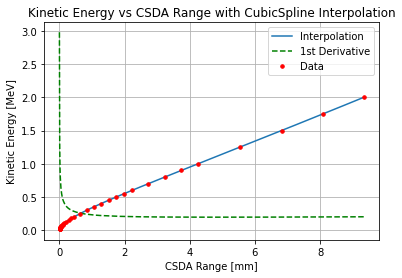 Kinetic Energy vs CSDA Range with CubicSpline Interpolation
3.0
2.5
2.0
1.5
1.0
0.5
0.0
Kinetic Energy [MeV]
Interpolation
1st Derivative
Data
0 2 4 6 8
CSDA Range [mm]